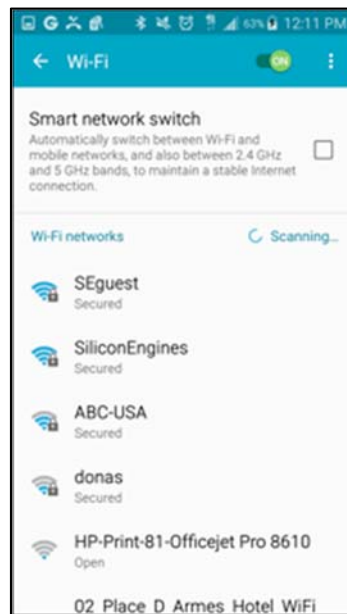 63% 12:11 PM
Wi-Fi ON
Smart network switch
Automatically switch between Wi-Fi and
mobile networks, and also between 2.4 GHz
and 5 GHz bands, to maintain a stable Internet
connection.
Wi-Fi networks Scanning...
SEguest
Secured
SiliconEngines
Secured
ABC-USA
Secured
donas
Secured
HP-Print-81-Officejet Pro 8610
Open
02 Place D Armes Hotel WiFi